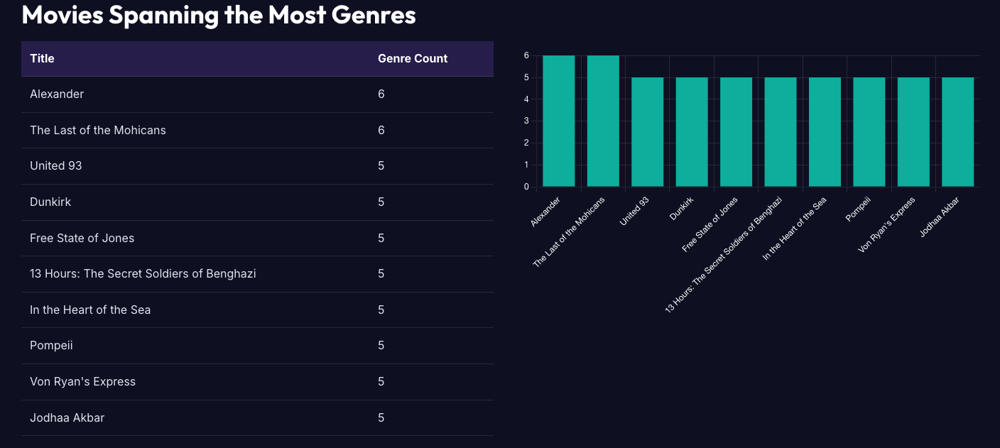 Movies Spanning the Most Genres
Title Genre Count
Alexander 6
The Last of the Mohicans 6
United 93 5
Dunkirk 5
Free State of Jones 5
13 Hours: The Secret Soldiers of Benghazi 5
In the Heart of the Sea 5
Pompeii 5
Von Ryan's Express 5
Jodhaa Akbar 5
6
5
4
3
2
1
0
Alexander
The Last of the Mohicans
United 93
Dunkirk
Free State of Jones
13 Hours: The Secret Soldiers of Benghazi
In the Heart of the Sea
Pompeii
Von Ryan's Express
Jodhaa Akbar